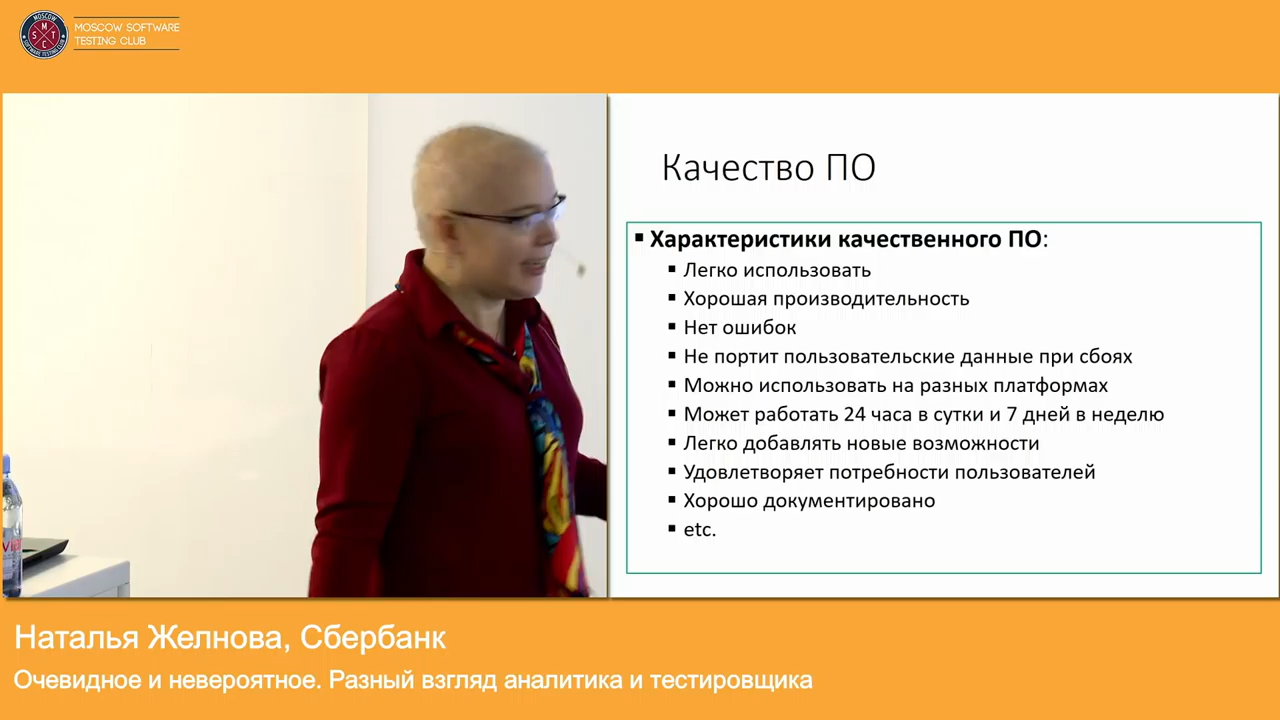 MOSCOW SOFTWARE
TESTING CLUB
Качество ПО
Характеристики качественного ПО:
Легко использовать
Хорошая производительность
Нет ошибок
Не портит пользовательские данные при сбоях
Можно использовать на разных платформах
Может работать 24 часа в сутки и 7 дней в неделю
Легко добавлять новые возможности
Удовлетворяет потребности пользователей
Хорошо документировано
etc.
Наталья Желнова, Сбербанк
Очевидное и невероятное. Разный взгляд аналитика и тестировщика